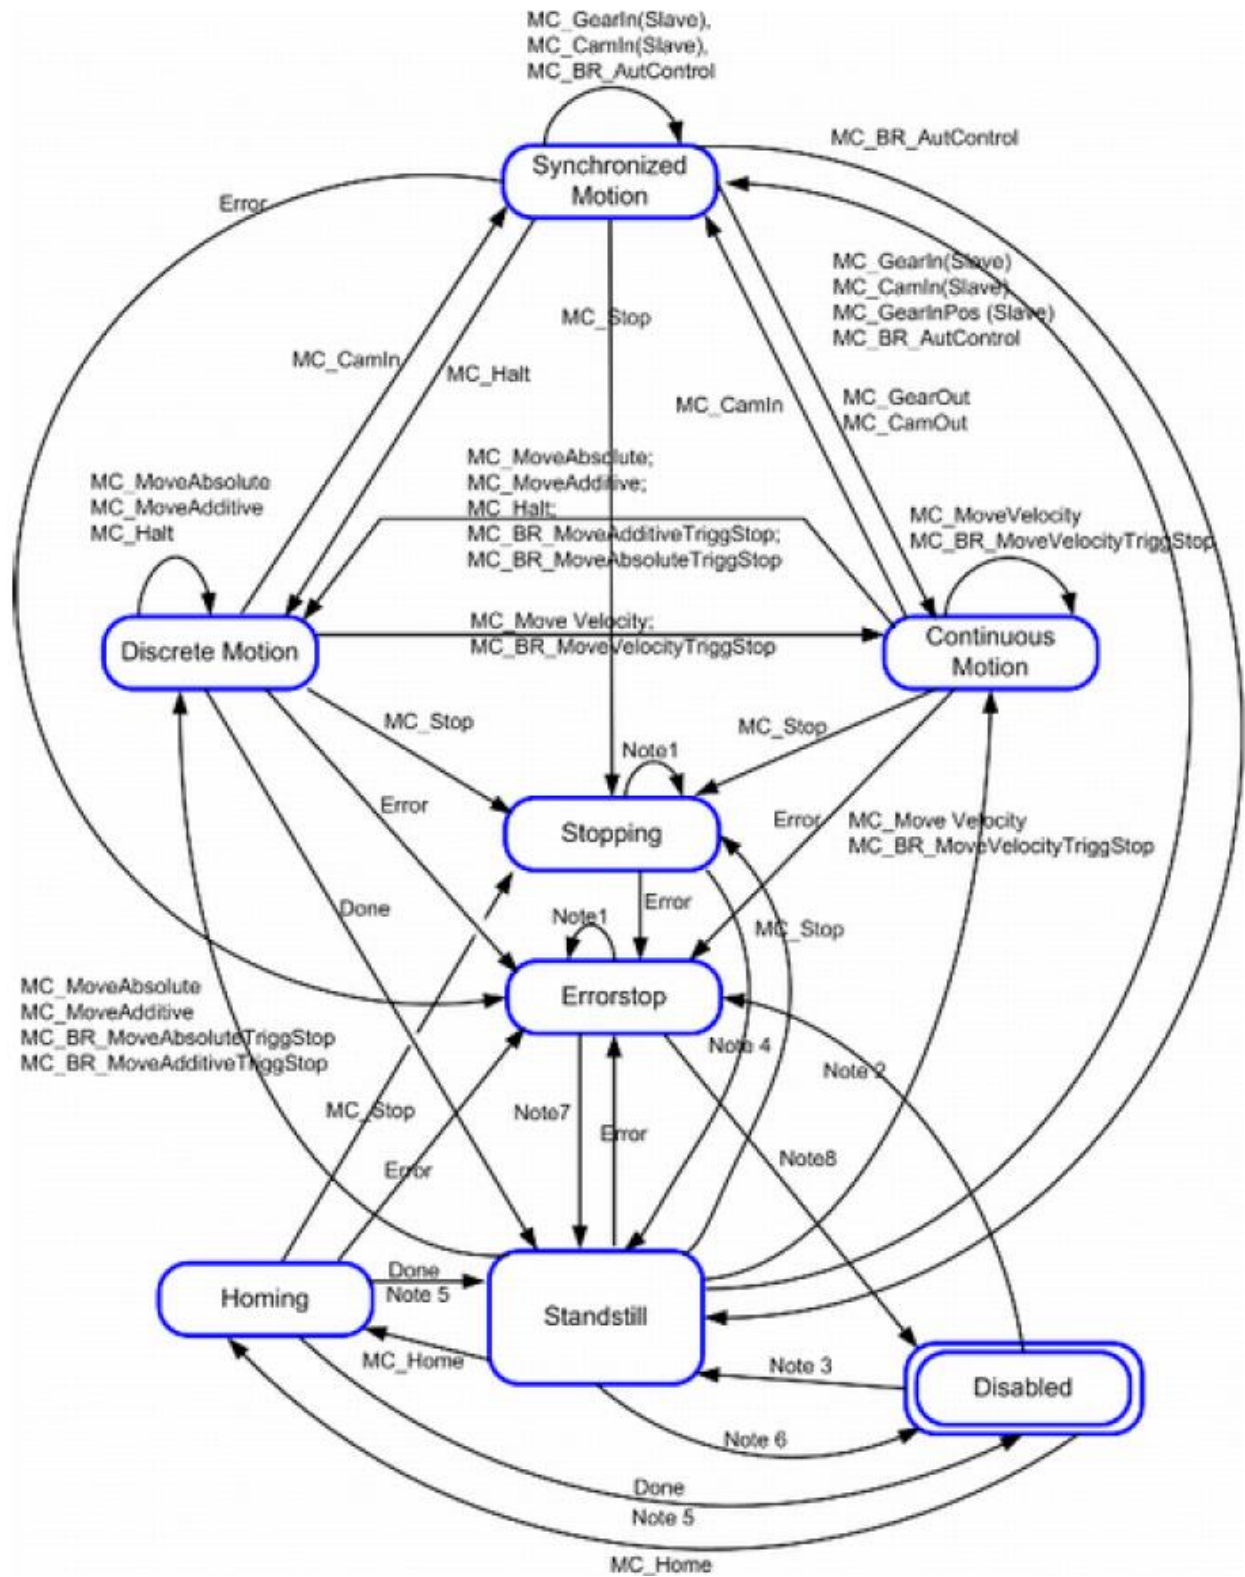 MC_GearIn(Slave),
MC_CamIn(Slave),
MC_BR_AutControl
MC_BR_AutControl
Synchronized
Motion
Error
MC_GearIn(Slave)
MC_CamIn(Slave),
MC_GearInPos (Slave)
MC_BR_AutControl
MC_Stop
MC_CamIn
MC_Halt
MC_CamIn
MC_GearOut
MC_CamOut
MC_MoveAbsolute;
MC_MoveAdditive;
MC_Halt;
MC_BR_MoveAdditiveTriggStop;
MC_BR_MoveAbsoluteTriggStop
MC_MoveAbsolute
MC_MoveAdditive
MC_Halt
MC_MoveVelocity
MC_BR_MoveVelocityTriggStop
MC_Move Velocity;
MC_BR_MoveVelocityTriggStop
Discrete Motion
Continuous
Motion
MC_Stop
MC_Stop
Note1
Error
Stopping
Error
MC_Move Velocity
MC_BR_MoveVelocityTriggStop
Done
Note1
Error
MC_Stop
Errorstop
MC_MoveAbsolute
MC_MoveAdditive
MC_BR_MoveAbsoluteTriggStop
MC_BR_MoveAdditiveTriggStop
Note 4
Note 2
MC_Stop
Note7
Error
Error
Note8
Homing
Done
Note 5
Standstill
MC_Home
Note 3
Disabled
Note 6
Done
Note 5
MC_Home